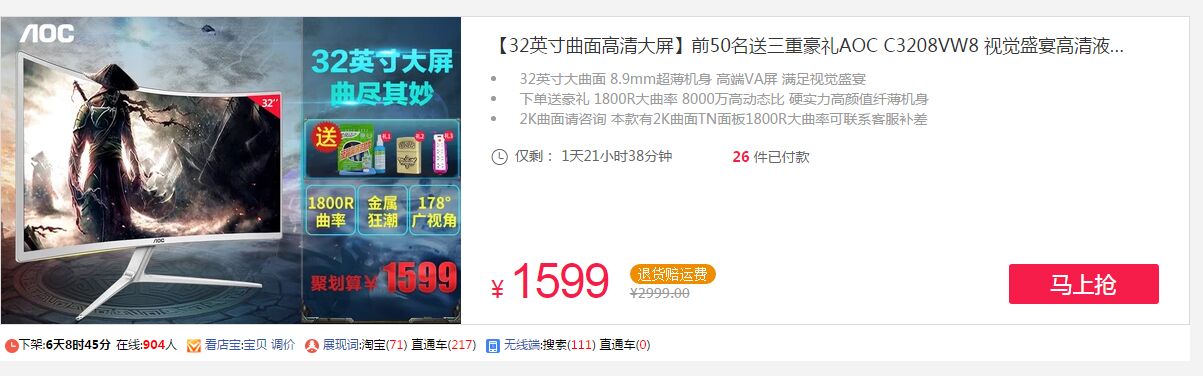 AOC
32英寸大屏
曲尽其妙
32"
送
礼1
礼2
礼3
1800R
曲率
金属
狂潮
178°
广视角
AOC
聚划算¥1599
【32英寸曲面高清大屏】前50名送三重豪礼AOC C3208VW8 视觉盛宴高清液...
32英寸大曲面 8.9mm超薄机身 高端VA屏 满足视觉盛宴
下单送豪礼 1800R大曲率 8000万高动态比 硬实力高颜值纤薄机身
2K曲面请咨询 本款有2K曲面TN面板1800R大曲率可联系客服补差
仅剩： 1天21小时38分钟 26 件已付款
¥1599 退货赔运费
¥2999.00
马上抢
下架:6天8时45分 在线:904人 看店宝:宝贝 调价 展现词:淘宝(71) 直通车(217) 无线端:搜索(111) 直通车(0)